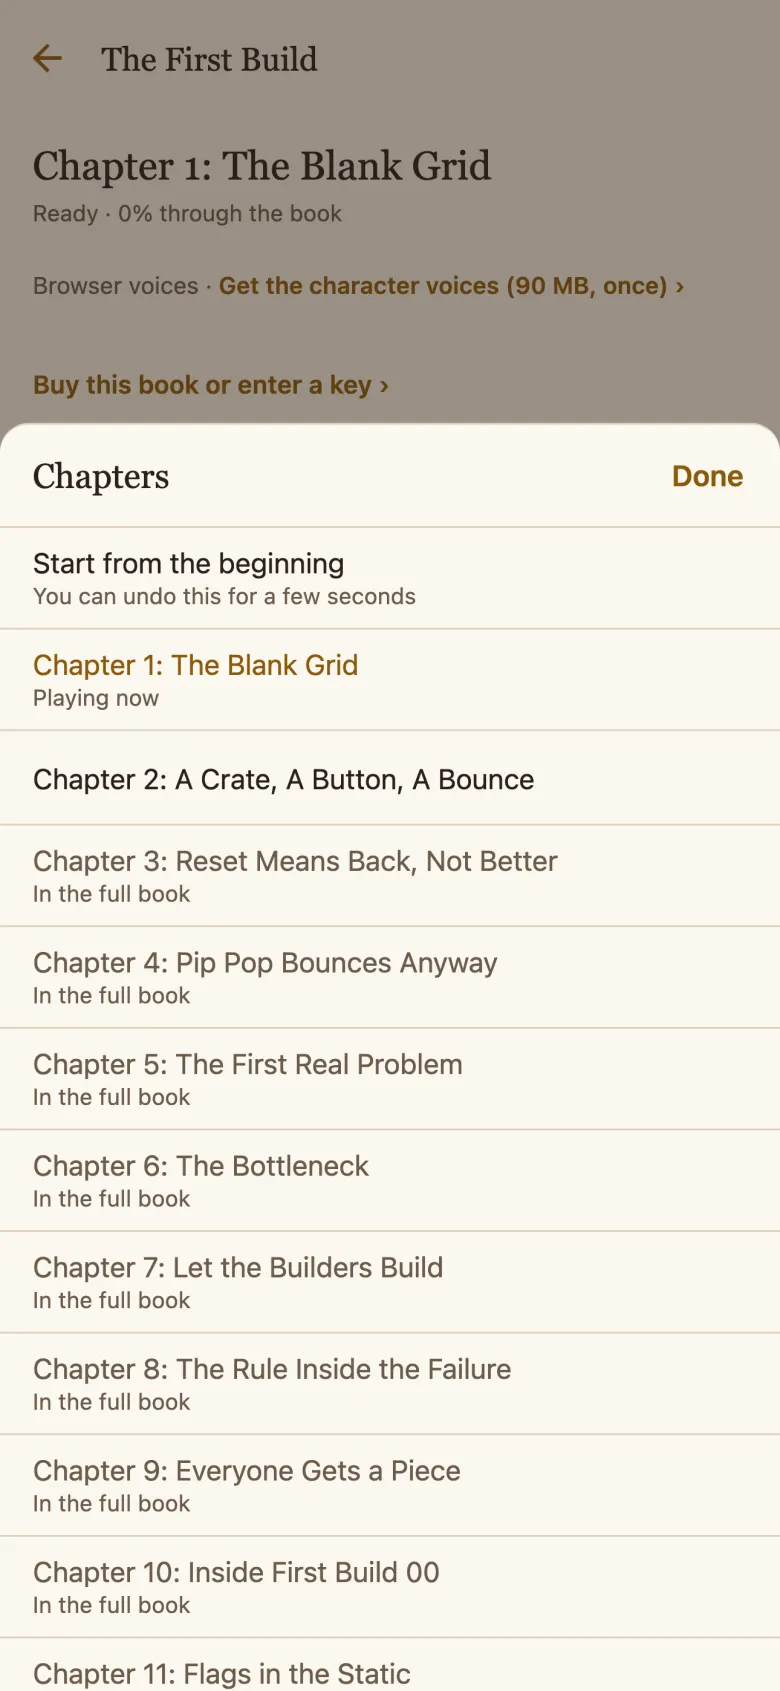 ← The First Build
Chapter 1: The Blank Grid
Ready · 0% through the book
Browser voices · Get the character voices (90 MB, once) ›
Buy this book or enter a key ›
Chapters Done
Start from the beginning
You can undo this for a few seconds
Chapter 1: The Blank Grid
Playing now
Chapter 2: A Crate, A Button, A Bounce
Chapter 3: Reset Means Back, Not Better
In the full book
Chapter 4: Pip Pop Bounces Anyway
In the full book
Chapter 5: The First Real Problem
In the full book
Chapter 6: The Bottleneck
In the full book
Chapter 7: Let the Builders Build
In the full book
Chapter 8: The Rule Inside the Failure
In the full book
Chapter 9: Everyone Gets a Piece
In the full book
Chapter 10: Inside First Build 00
In the full book
Chapter 11: Flags in the Static